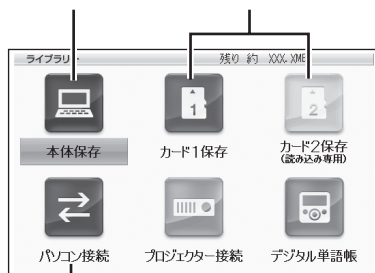 ライブラリー 残り 約 XXX.XMB
1
2
本体保存 カード1保存 カード2保存
(読み込み専用)
パソコン接続 プロジェクター接続 デジタル単語帳